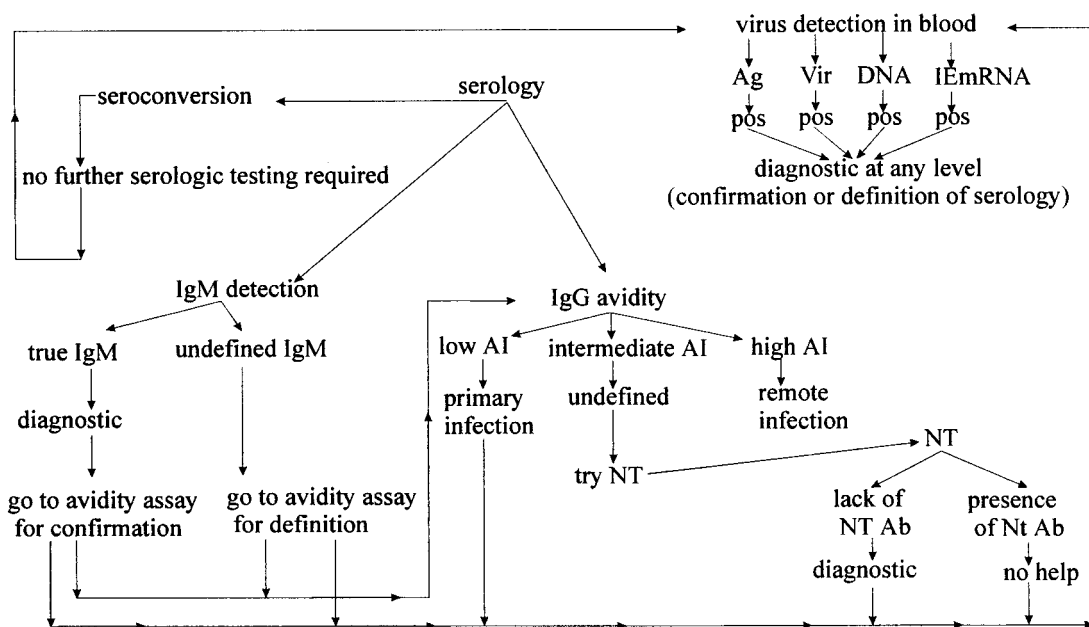 virus detection in blood
Ag Vir DNA IEmRNA
pos pos pos pos
diagnostic at any level
(confirmation or definition of serology)
serology
seroconversion
no further serologic testing required
IgM detection
true IgM undefined IgM
diagnostic
go to avidity assay
for confirmation
go to avidity assay
for definition
IgG avidity
low AI intermediate AI high AI
primary
infection
undefined
remote
infection
try NT
NT
lack of
NT Ab
presence
of Nt Ab
diagnostic
no help